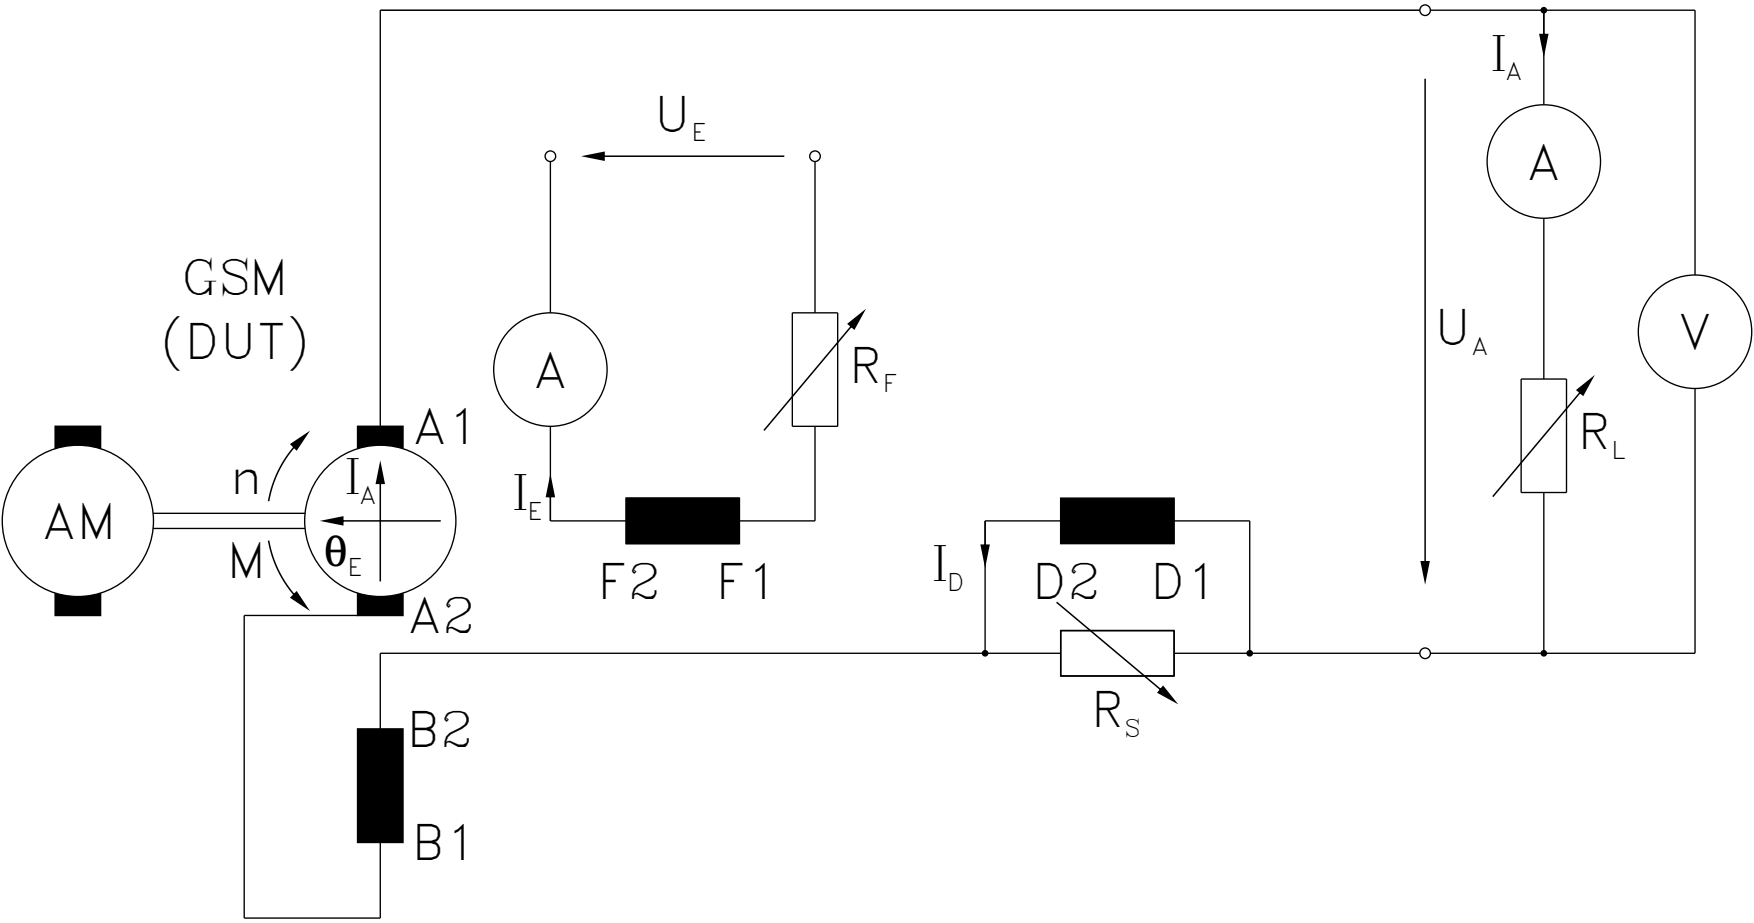 I_A
U_E
A
GSM
(DUT)
U_A
V
A
R_F
A1
R_L
n
I_A
I_E
AM
M
θ_E
F2 F1
I_D
D2 D1
A2
R_S
B2
B1